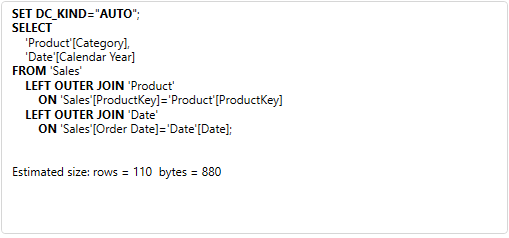 SET DC_KIND="AUTO";
SELECT
'Product'[Category],
'Date'[Calendar Year]
FROM 'Sales'
LEFT OUTER JOIN 'Product'
ON 'Sales'[ProductKey]='Product'[ProductKey]
LEFT OUTER JOIN 'Date'
ON 'Sales'[Order Date]='Date'[Date];
Estimated size: rows = 110  bytes = 880